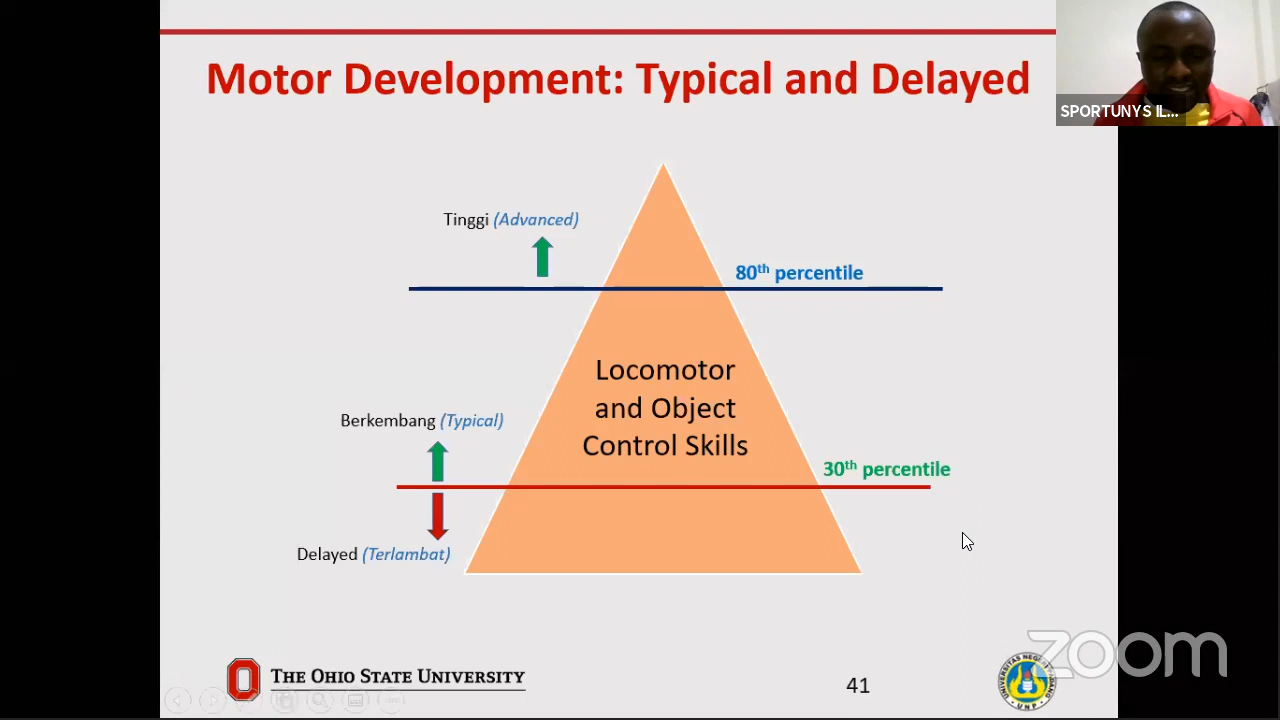 Motor Development: Typical and Delayed
SPORTUNYS IL...
Tinggi (Advanced)
80th percentile
Locomotor
and Object
Control Skills
Berkembang (Typical)
30th percentile
Delayed (Terlambat)
THE OHIO STATE UNIVERSITY
41
zoom
U.N.P